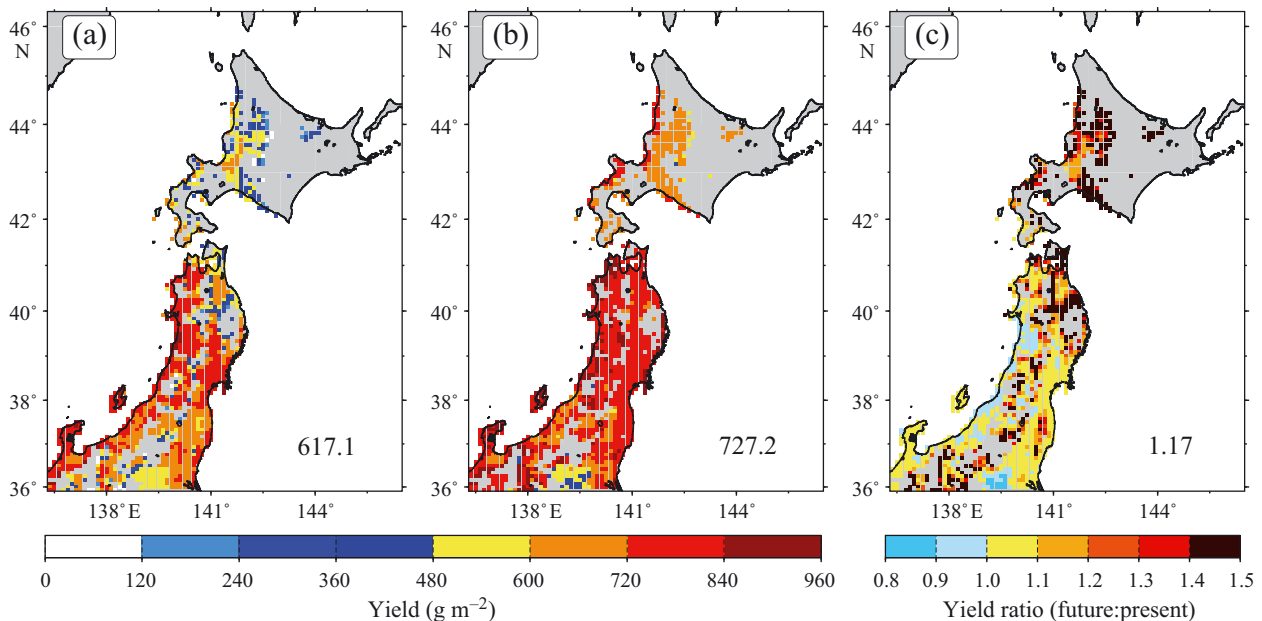 (a)
(b)
(c)
46°
N
44°
42°
40°
38°
36°
138° E
141°
144°
617.1
46°
N
44°
42°
40°
38°
36°
138° E
141°
144°
727.2
46°
N
44°
42°
40°
38°
36°
138° E
141°
144°
1.17
0 120 240 360 480 600 720 840 960
Yield (g m⁻²)
0.8 0.9 1.0 1.1 1.2 1.3 1.4 1.5
Yield ratio (future:present)